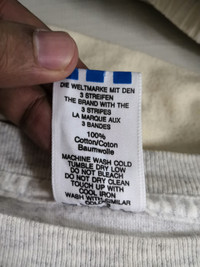 DIE WELTMARKE MIT DEN
3 STREIFEN
THE BRAND WITH THE
3 STRIPES
LA MARQUE AUX
3 BANDES
100%
Cotton/Coton
Baumwolle
MACHINE WASH COLD
TUMBLE DRY LOW
DO NOT BLEACH
DO NOT DRY CLEAN
TOUCH UP WITH
COOL IRON
WASH WITH SIMILAR